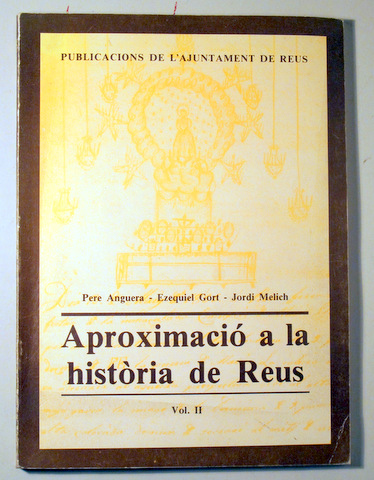 PUBLICACIONS DE L'AJUNTAMENT DE REUS
Pere Anguera - Ezequiel Gort - Jordi Melich
Aproximació a la
història de Reus
Vol. II